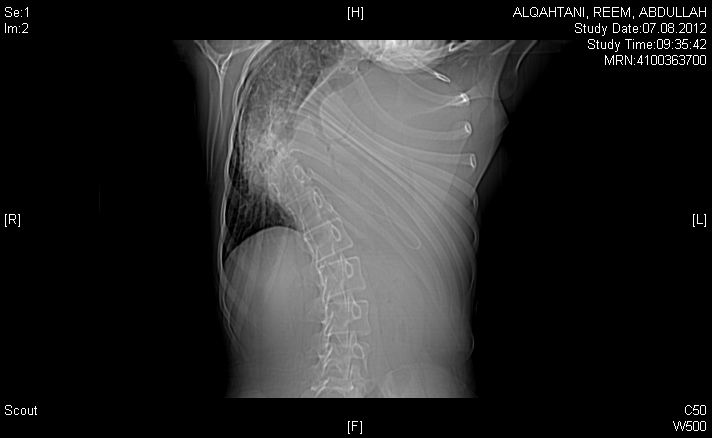 Se:1
Im:2
[H]
ALQAHTANI, REEM, ABDULLAH
Study Date:07.08.2012
Study Time:09:35:42
MRN:4100363700
[R]
[L]
Scout
[F]
C50
W500